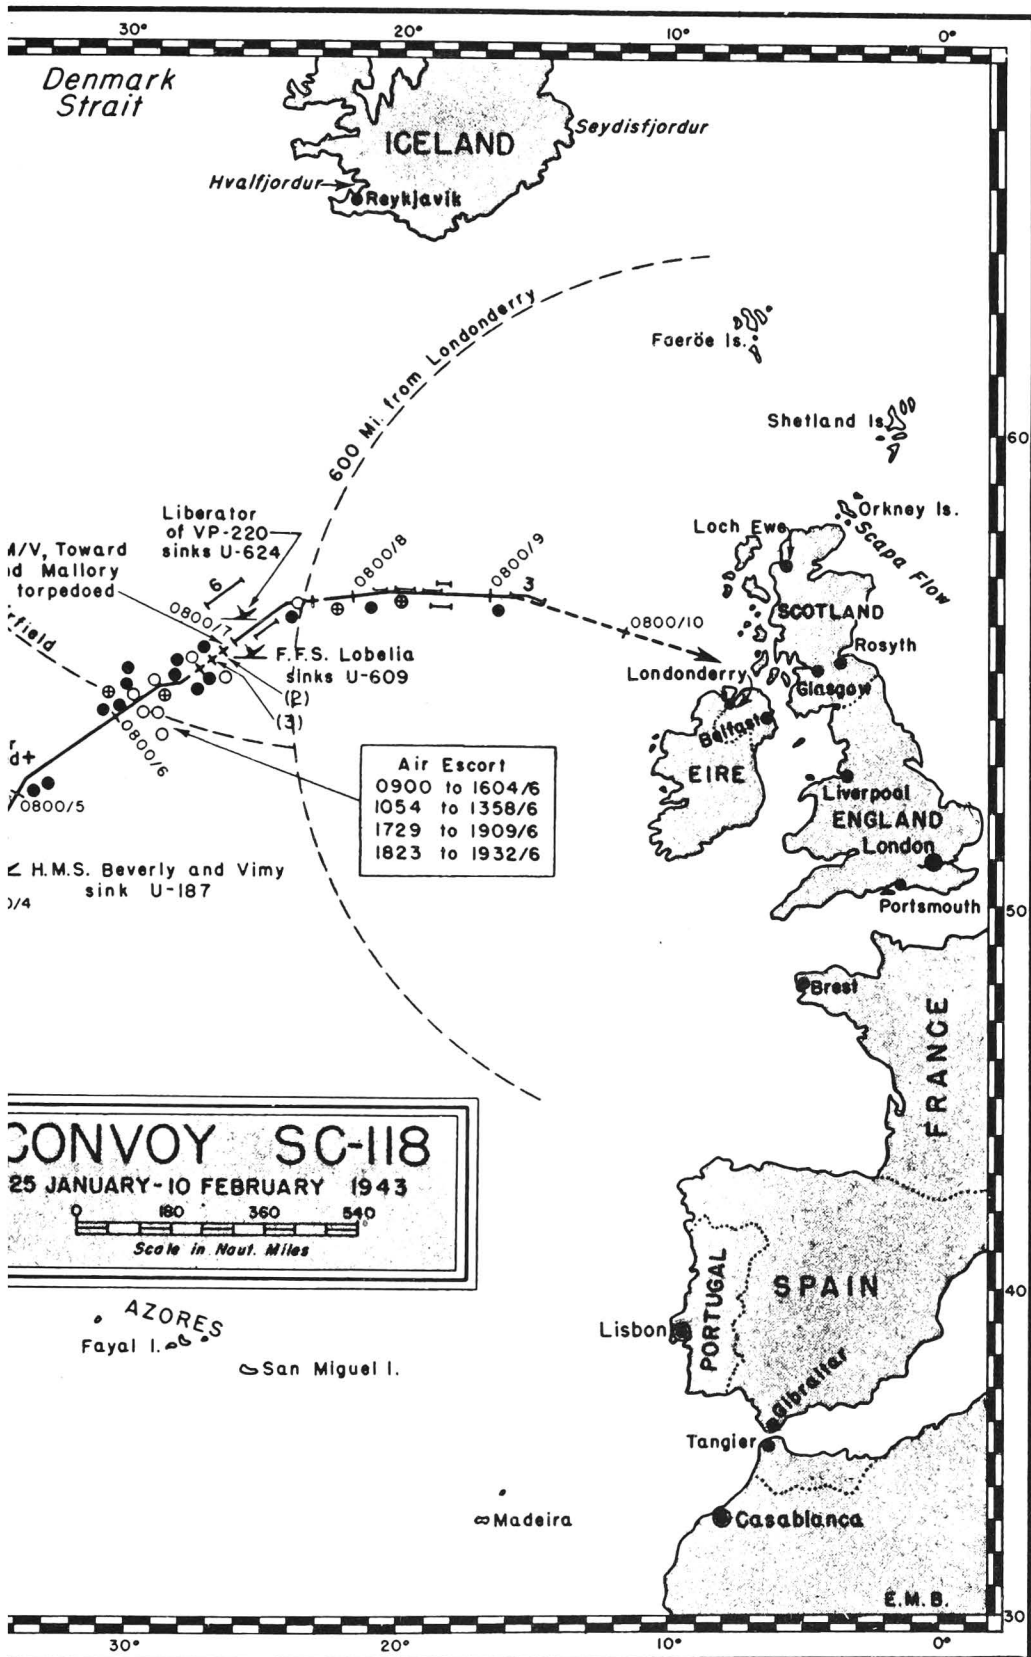 30°
20°
10°
0°
Denmark
Strait
ICELAND
Seydisfjordur
Hvalfjordur
Reykjavik
600 Mi. from Londonderry
Faeröe Is.
Shetland Is.
60
Orkney Is.
Loch Ewe
Scapa Flow
Liberator
of VP-220
sinks U-624
M/V, Toward
Mallory
torpedoed
6
0800/7
0800/8
0800/9
3
0800/10
SCOTLAND
Rosyth
Londonderry
Glasgow
Belfast
F.F.S. Lobelia
sinks U-609
(2)
(3)
0800/6
0800/5
Air Escort
0900 to 1604/6
1054 to 1358/6
1729 to 1909/6
1823 to 1932/6
EIRE
Liverpool
ENGLAND
London
H.M.S. Beverly and Vimy
sink U-187
0/4
50
Portsmouth
Brest
FRANCE
CONVOY SC-118
25 JANUARY-10 FEBRUARY 1943
0 180 360 540
Scale in Naut. Miles
AZORES
Fayal I.
San Miguel I.
40
Lisbon
PORTUGAL
SPAIN
Gibraltar
Tangier
Madeira
Casablanca
E.M.B.
30
30°
20°
10°
0°